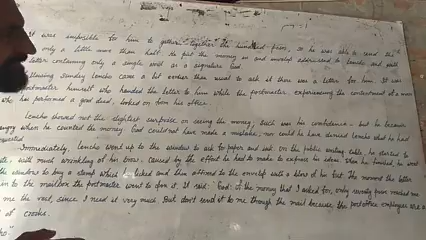 It was impossible for him to gather together the hundred pesos, so he was able to send the
only a little more than half. He put the money in an envelop addressed to Lencho and with
letter containing only a single word as a signature God
following sunday Lencho came a bit earlier than usual to ask if there was a letter for him. It was
postmaster himself who handed the letter to him while the postmaster experiencing the contentment of a man
who has performed a good deed, looked on from his office.
Lencho showed not the slightest surprise on seeing the money, such was his confidence - but he became
angry when he counted the money. God could not have made a mistake, nor could he have denied Lencho what he had
Immediately, Lencho went up to the window to ask for paper and ink. On the public writing table, he started to
with much wrinkling of his brow, caused by the effort he had to make to express his ideas. When he finished, he went
the window to buy a stamp which licked and then affixed to the envelop with a blow of his fist. The moment the letter
in to the mailbox the postmaster went to open it. It said: "God: Of the money that I asked for, only seventy pesos reached me
me the rest, since I need it very much. But don't send it to me through the mail because this post office employees are a
of crooks.